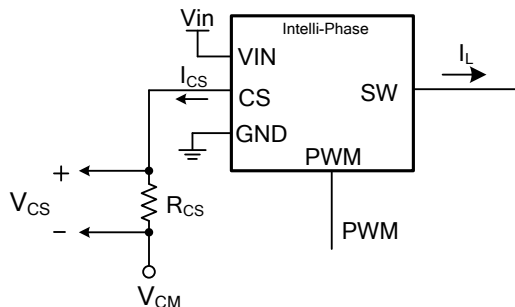 Vin
Intelli-Phase
VIN
I_L
I_CS
CS
SW
GND
PWM
+
V_CS
R_CS
−
PWM
V_CM